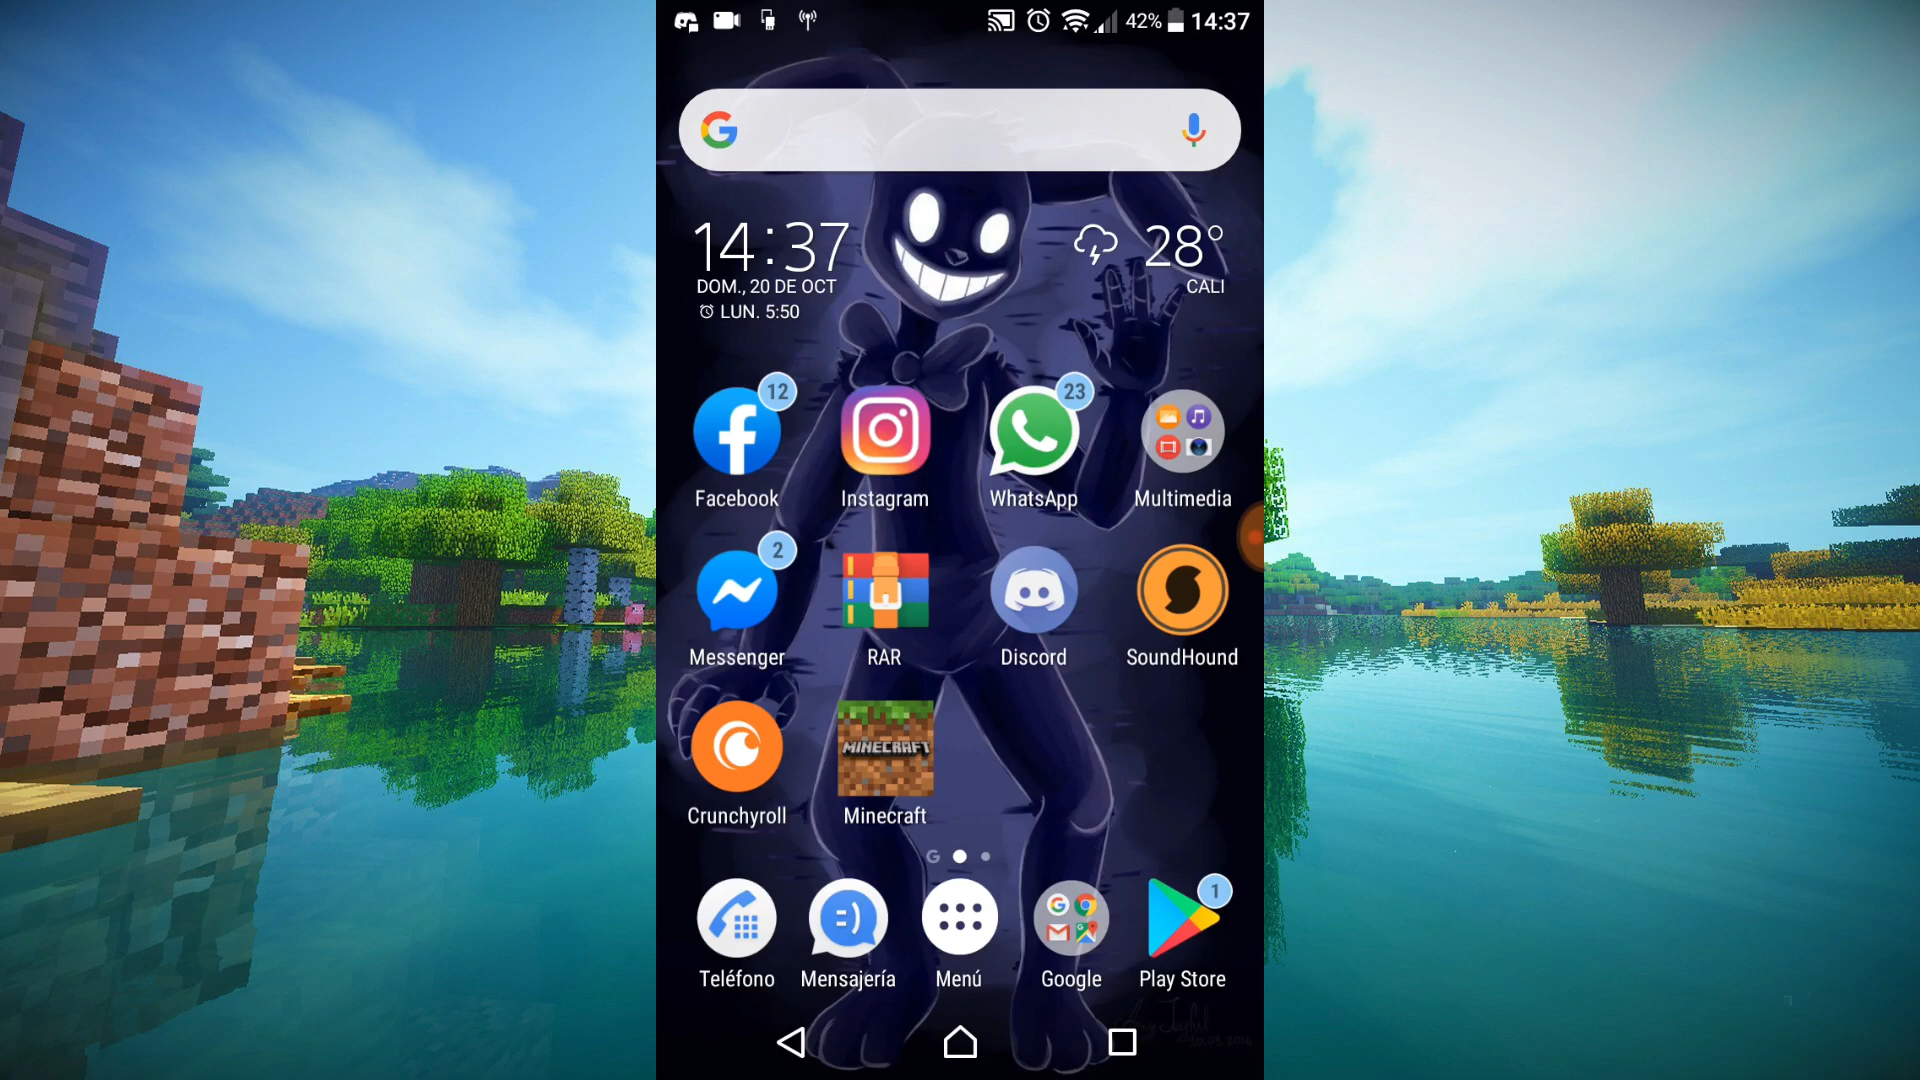 42% 14:37
14:37
28°
DOM., 20 DE OCT
CALI
LUN. 5:50
12
23
Facebook
Instagram
WhatsApp
Multimedia
2
Messenger
RAR
Discord
SoundHound
MINECRAFT
Crunchyroll
Minecraft
1
Teléfono
Mensajería
Menú
Google
Play Store